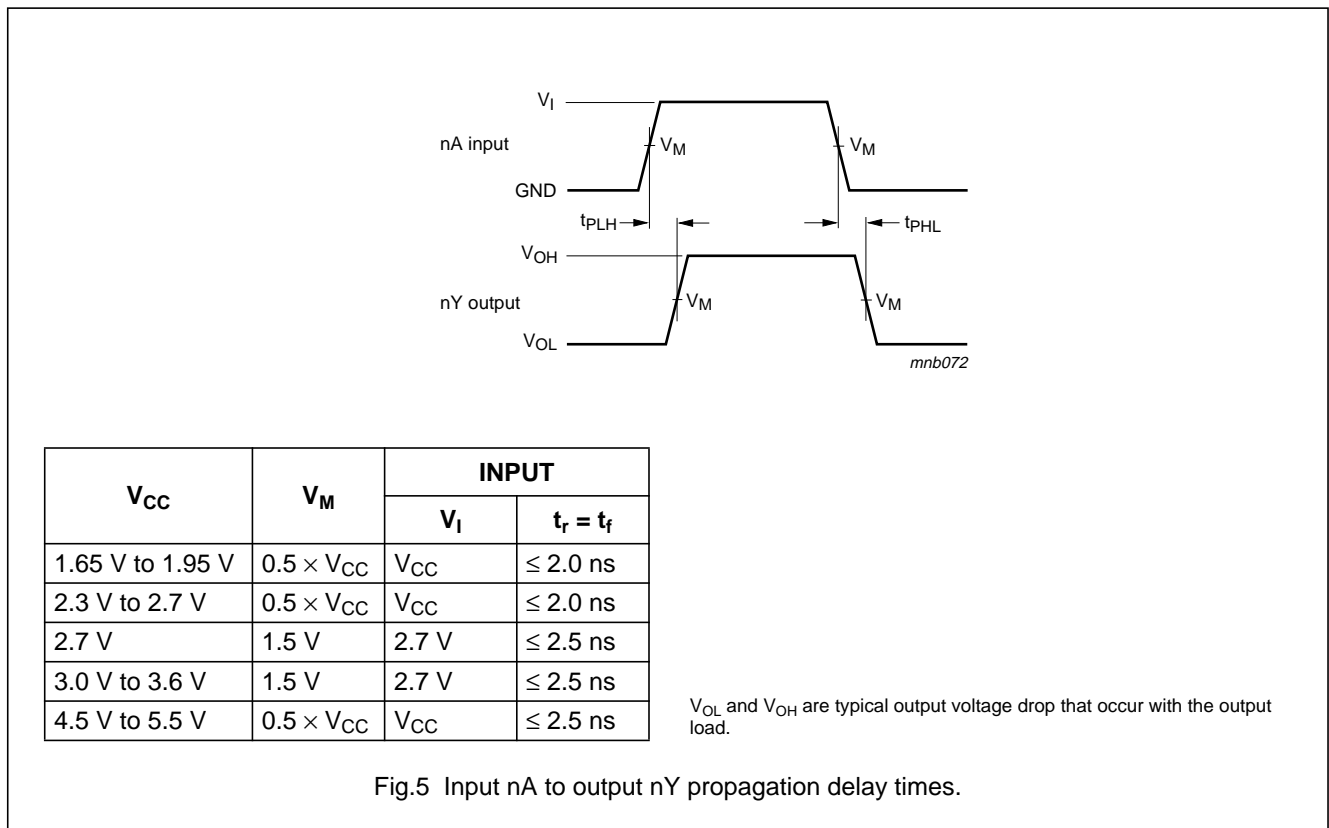 V_I
nA input V_M V_M
GND
t_PLH t_PHL
V_OH
nY output V_M V_M
V_OL
mnb072
V_CC V_M INPUT
V_I t_r = t_f
1.65 V to 1.95 V 0.5 × V_CC V_CC ≤ 2.0 ns
2.3 V to 2.7 V 0.5 × V_CC V_CC ≤ 2.0 ns
2.7 V 1.5 V 2.7 V ≤ 2.5 ns
3.0 V to 3.6 V 1.5 V 2.7 V ≤ 2.5 ns
4.5 V to 5.5 V 0.5 × V_CC V_CC ≤ 2.5 ns
V_OL and V_OH are typical output voltage drop that occur with the output
load.
Fig.5 Input nA to output nY propagation delay times.